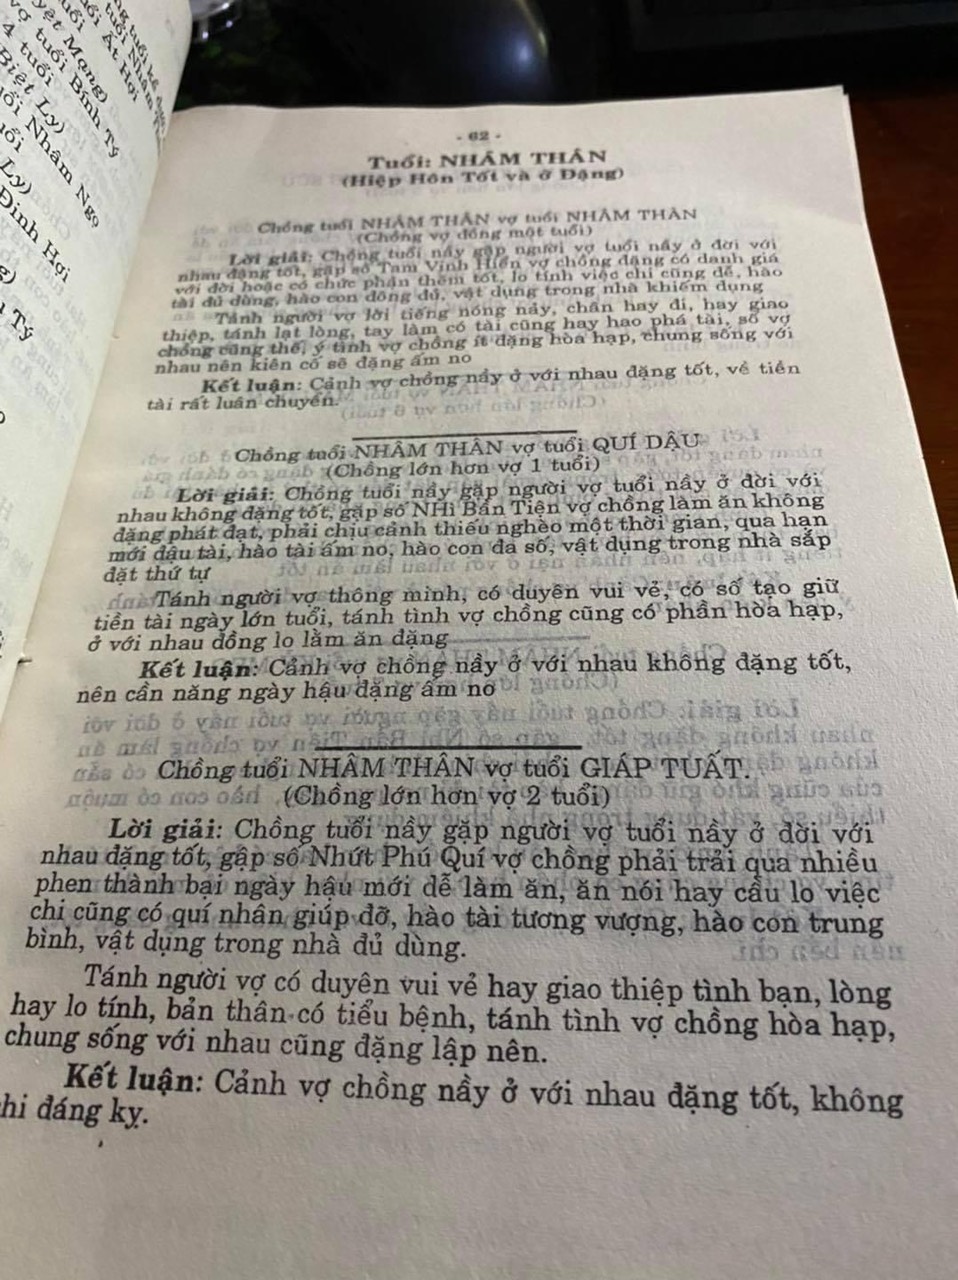 - 62 -
Tuổi: NHÂM THÂN
(Hiệp Hôn Tốt và ở Đặng)
Chồng tuổi NHÂM THÂN vợ tuổi NHÂM THÂN
(Chồng vợ đồng một tuổi)
Lời giải: Chồng tuổi nầy gặp người vợ tuổi nầy ở đời với
nhau đặng tốt, gặp số Tam Vinh Hiển vợ chồng đặng có danh giá
với đời hoặc có chức phận thêm tốt, lo tính việc chi cũng dễ, hào
tài đủ dùng, hào con đông đủ, vật dụng trong nhà khiếm dụng
Tánh người vợ lời tiếng nóng nảy, chân hay đi, hay giao
thiệp, tánh lạt lòng, tay làm có tài cũng hay hao phá tài, số vợ
chồng cũng thế, ý tình vợ chồng ít đặng hòa hạp, chung sống với
nhau nên kiên cố sẽ đặng ấm no
Kết luận: Cảnh vợ chồng nầy ở với nhau đặng tốt, về tiền
tài rất luân chuyển.
Chồng tuổi NHÂM THÂN vợ tuổi QUÍ DẬU
(Chồng lớn hơn vợ 1 tuổi)
Lời giải: Chồng tuổi nầy gặp người vợ tuổi nầy ở đời với
nhau không đặng tốt, gặp số NHì Bần Tiện vợ chồng làm ăn không
đặng phát đạt, phải chịu cảnh thiếu nghèo một thời gian, qua hạn
mới đậu tài, hào tài ấm no, hào con đa số, vật dụng trong nhà sắp
đặt thứ tự
Tánh người vợ thông minh, có duyên vui vẻ, có số tạo giữ
tiền tài ngày lớn tuổi, tánh tình vợ chồng cũng có phần hòa hạp,
ở với nhau đồng lo làm ăn đặng
Kết luận: Cảnh vợ chồng nầy ở với nhau không đặng tốt,
nên cần năng ngày hậu đặng ấm no
Chồng tuổi NHÂM THÂN vợ tuổi GIÁP TUẤT.
(Chồng lớn hơn vợ 2 tuổi)
Lời giải: Chồng tuổi nầy gặp người vợ tuổi nầy ở đời với
nhau đặng tốt, gập số Nhứt Phú Quí vợ chồng phải trải qua nhiều
phen thành bại ngày hậu mới dễ làm ăn, ăn nói hay cầu lo việc
chi cũng có quí nhân giúp đỡ, hào tài tương vượng, hào con trung
bình, vật dụng trong nhà đủ dùng.
Tánh người vợ có duyên vui vẻ hay giao thiệp tình bạn, lòng
hay lo tính, bản thân có tiểu bệnh, tánh tình vợ chồng hòa hạp,
chung sống với nhau cũng đặng lập nên.
Kết luận: Cảnh vợ chồng nầy ở với nhau đặng tốt, không
chi đáng kỵ.